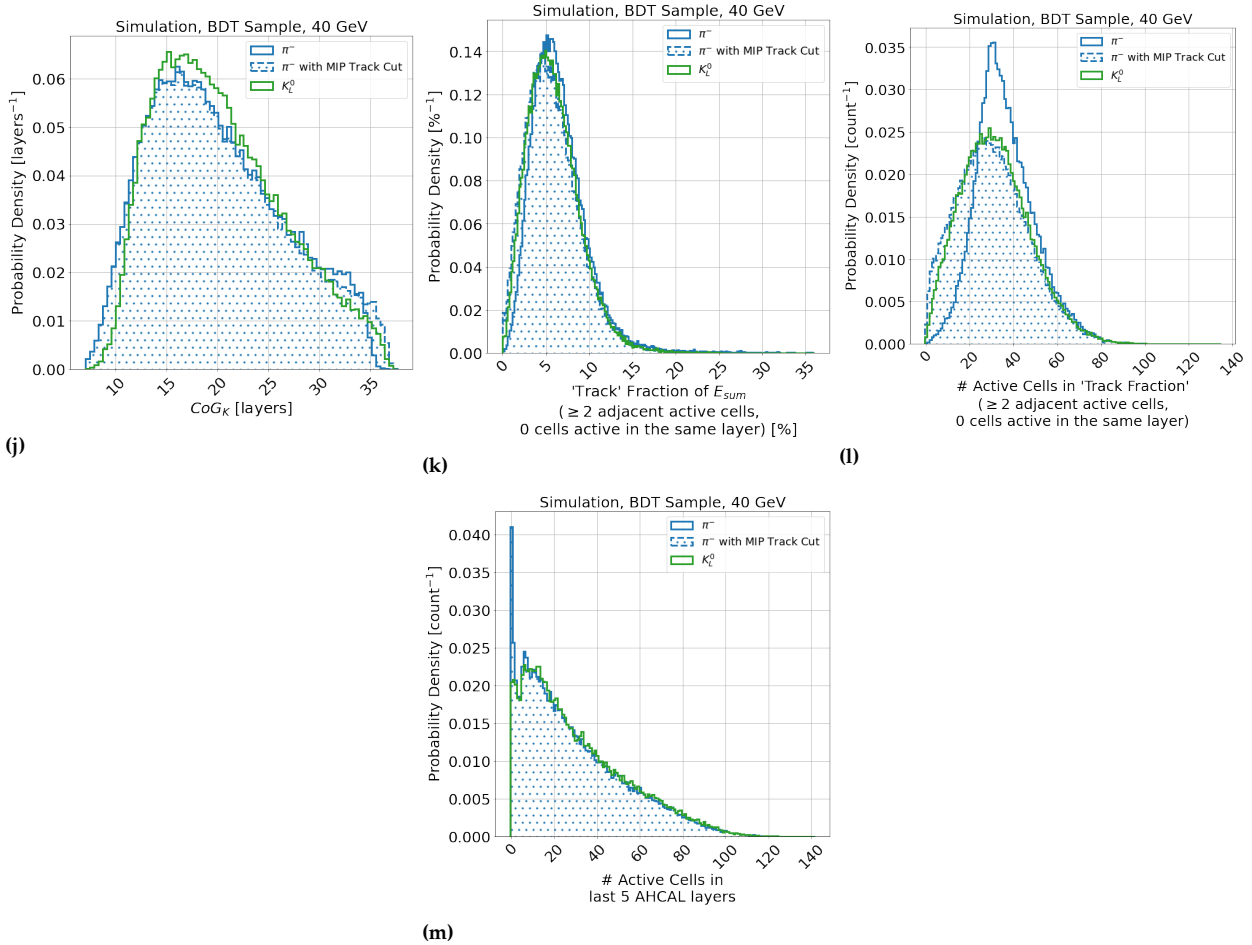 Simulation, BDT Sample, 40 GeV
π⁻
π⁻ with MIP Track Cut
K⁰_L
Probability Density [layers⁻¹]
0.06
0.05
0.04
0.03
0.02
0.01
0.00
10
15
20
25
30
35
CoG_K [layers]
(j)
Simulation, BDT Sample, 40 GeV
π⁻
π⁻ with MIP Track Cut
K⁰_L
Probability Density [%⁻¹]
0.14
0.12
0.10
0.08
0.06
0.04
0.02
0.00
0
5
10
15
20
25
30
35
'Track' Fraction of E_sum
(≥ 2 adjacent active cells,
0 cells active in the same layer) [%]
(k)
Simulation, BDT Sample, 40 GeV
π⁻
π⁻ with MIP Track Cut
K⁰_L
Probability Density [count⁻¹]
0.035
0.030
0.025
0.020
0.015
0.010
0.005
0.000
0
20
40
60
80
100
120
140
# Active Cells in 'Track Fraction'
(≥ 2 adjacent active cells,
0 cells active in the same layer)
(l)
Simulation, BDT Sample, 40 GeV
π⁻
π⁻ with MIP Track Cut
K⁰_L
Probability Density [count⁻¹]
0.040
0.035
0.030
0.025
0.020
0.015
0.010
0.005
0.000
0
20
40
60
80
100
120
140
# Active Cells in
last 5 AHCAL layers
(m)